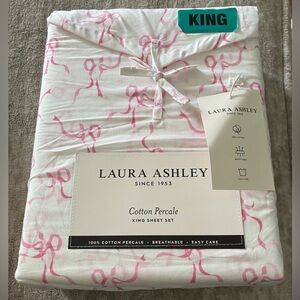 KING
LAURA ASHLEY
SINCE 1953
Cotton Percale
KING SHEET SET
100% COTTON PERCALE • BREATHABLE • EASY CARE
LAURA ASHLEY